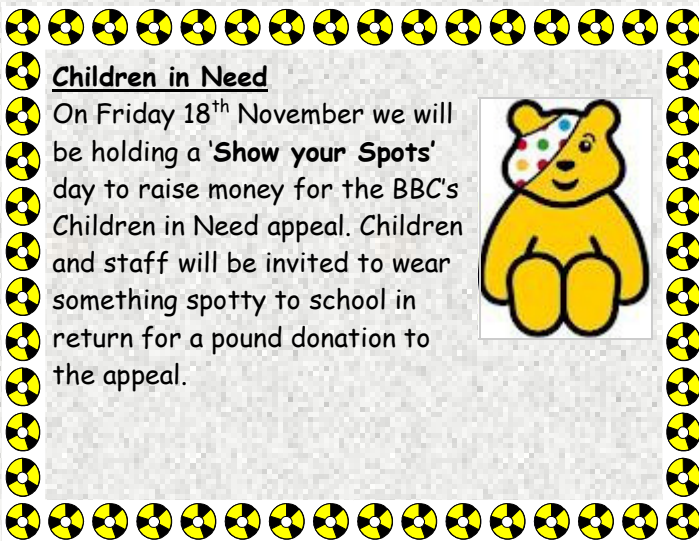 Children in Need
On Friday 18th November we will
be holding a ‘Show your Spots’
day to raise money for the BBC’s
Children in Need appeal. Children
and staff will be invited to wear
something spotty to school in
return for a pound donation to
the appeal.